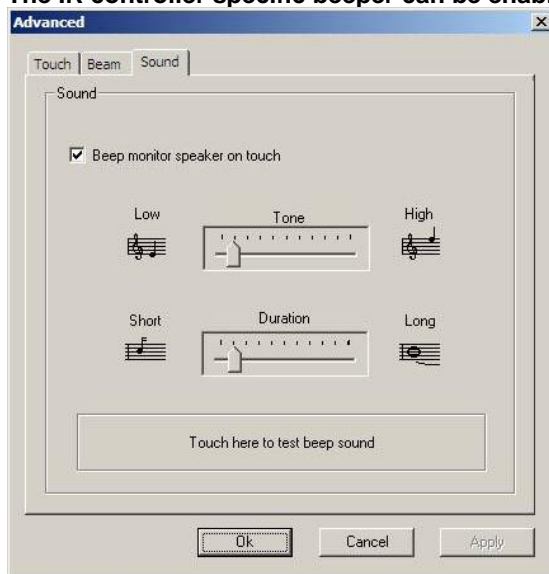 The IR controller specific beeper can be enabl
Advanced
Touch Beam Sound
Sound
Beep monitor speaker on touch
Low Tone High
Short Duration Long
Touch here to test beep sound
Ok Cancel Apply